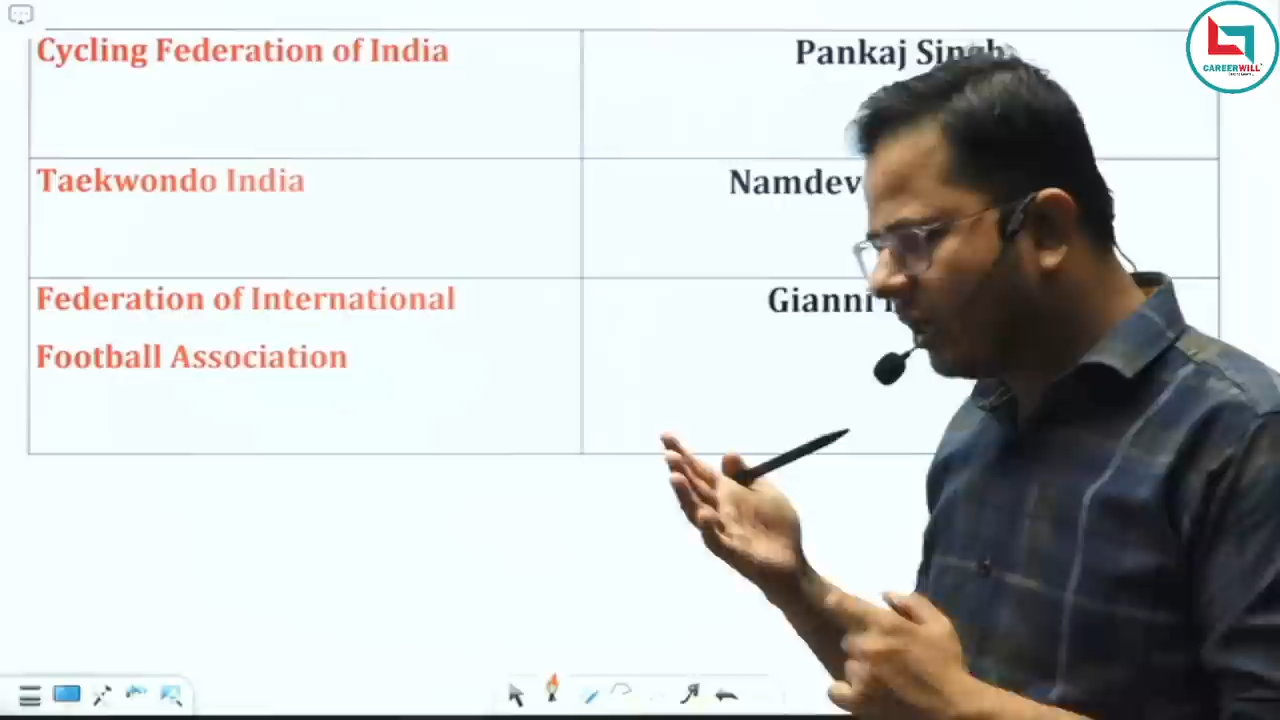 Cycling Federation of India
Pankaj Singh
Taekwondo India
Namdev
Federation of International
Football Association
Gianni
CAREERWILL